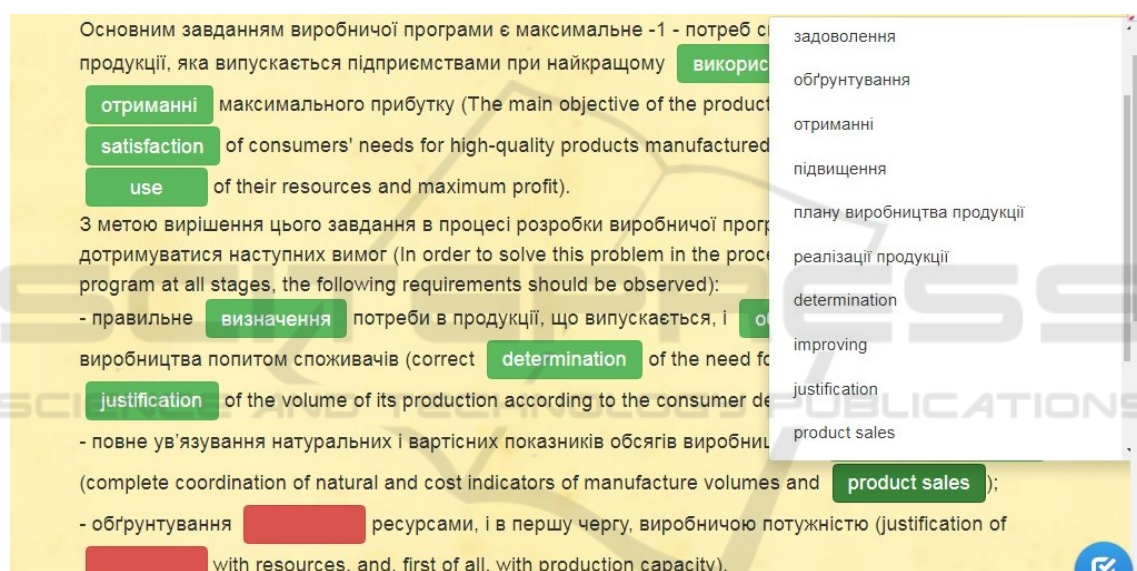 Основним завданням виробничої програми є максимальне -1 - потреб
продукції, яка випускається підприємствами при найкращому
отриманні максимального прибутку (The main objective of the
satisfaction of consumers' needs for high-quality products manufactured
use of their resources and maximum profit).
З метою вирішення цього завдання в процесі розробки виробничої
дотримуватися наступних вимог (In order to solve this problem in the
program at all stages, the following requirements should be observed):
- правильне визначення потреби в продукції, що випускається, і
виробництва попитом споживачів (correct determination of the need
justification of the volume of its production according to the consumer
- повне ув’язування натуральних і вартісних показників обсягів
(complete coordination of natural and cost indicators of manufacture volumes and product sales );
- обґрунтування ресурсами, і в першу чергу, виробничою потужністю (justification of
with resources, and, first of all, with production capacity).
задоволення
обґрунтування
отриманні
підвищення
плану виробництва продукції
реалізації продукції
determination
improving
justification
product sales
SCITEPRESS
SCIENCE AND TECHNOLOGY PUBLICATIONS